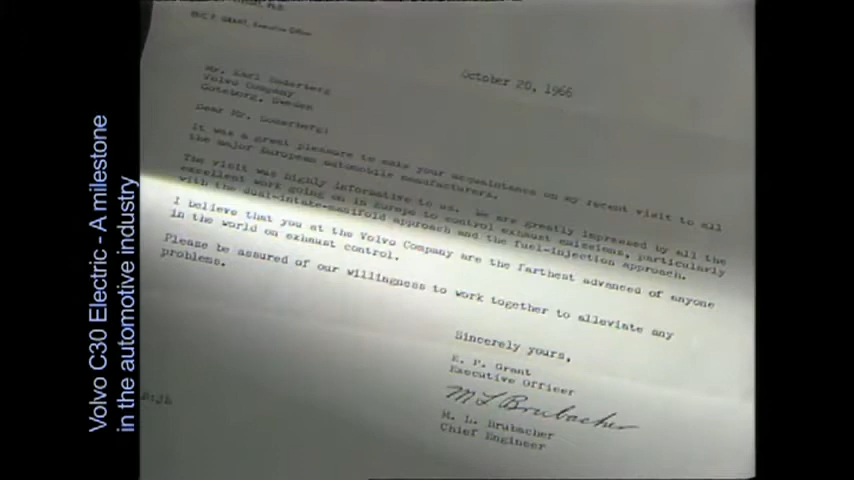 Volvo C30 Electric - A milestone
in the automotive industry
ERIC P. GRANT, Executive Officer
October 20, 1966
Mr. Karl Soderberg
Volvo Company
Goteborg, Sweden
Dear Mr. Soderberg:
It was a great pleasure to make your acquaintance on my recent visit to all
the major European automobile manufacturers.
The visit was highly informative to us. We are greatly impressed by all the
excellent work going on in Europe to control exhaust emissions, particularly
with the dual-intake-manifold approach and the fuel-injection approach.
I believe that you at the Volvo Company are the farthest advanced of anyone
in the world on exhaust control.
Please be assured of our willingness to work together to alleviate any
problems.
Sincerely yours,
E. P. Grant
Executive Officer
M L Brubacher
M. L. Brubacher
Chief Engineer